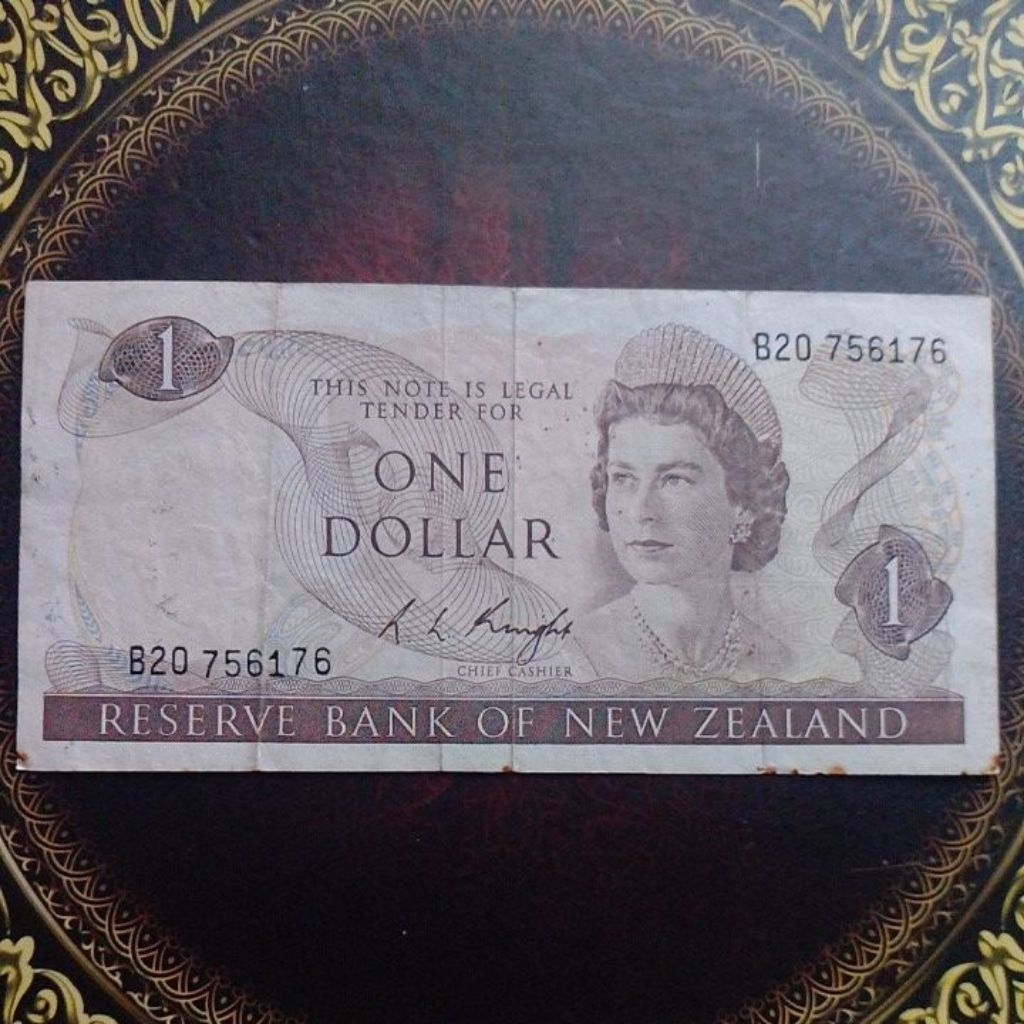 1
B20 756176
THIS NOTE IS LEGAL
TENDER FOR
ONE
DOLLAR
1
K L. Knight
CHIEF CASHIER
B20 756176
RESERVE BANK OF NEW ZEALAND